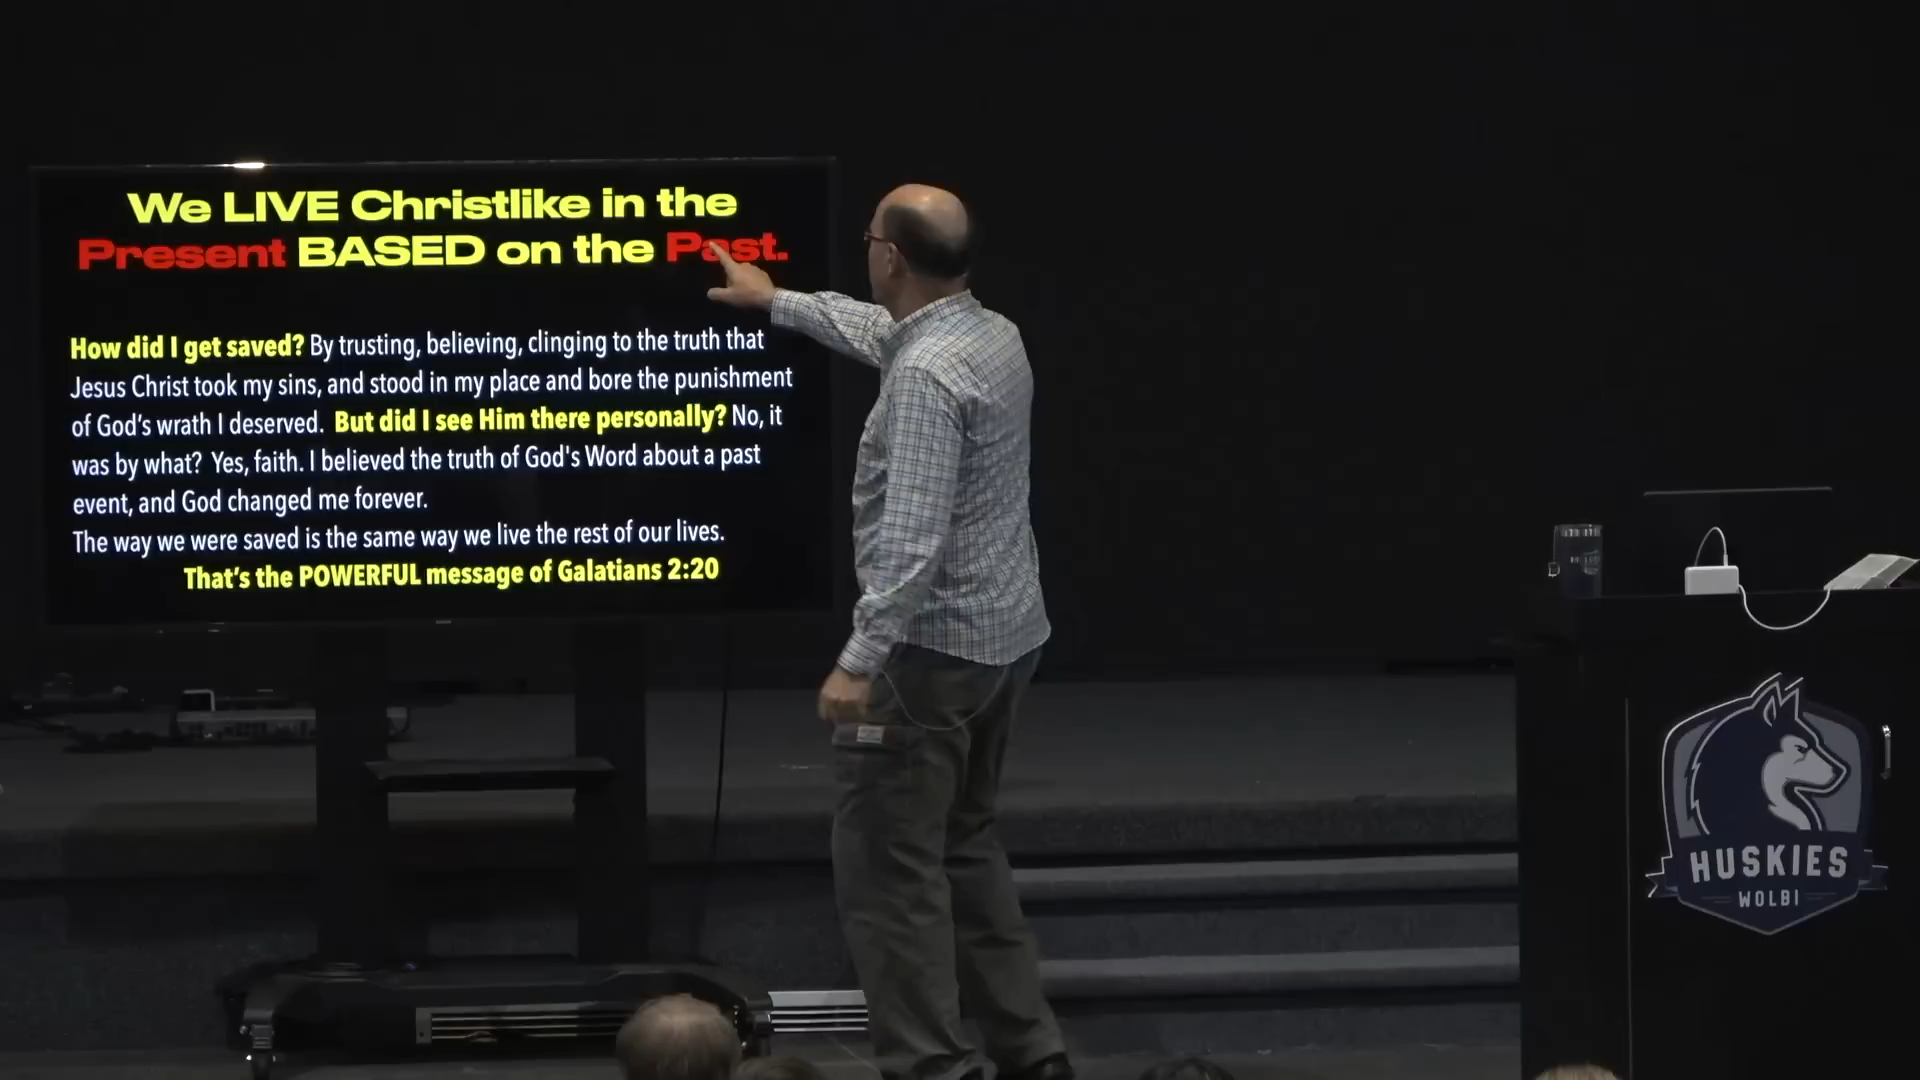 We LIVE Christlike in the
Present BASED on the Past.
How did I get saved? By trusting, believing, clinging to the truth that
Jesus Christ took my sins, and stood in my place and bore the punishment
of God's wrath I deserved. But did I see Him there personally? No, it
was by what? Yes, faith. I believed the truth of God's Word about a past
event, and God changed me forever.
The way we were saved is the same way we live the rest of our lives.
That's the POWERFUL message of Galatians 2:20
HUSKIES
WOLBI